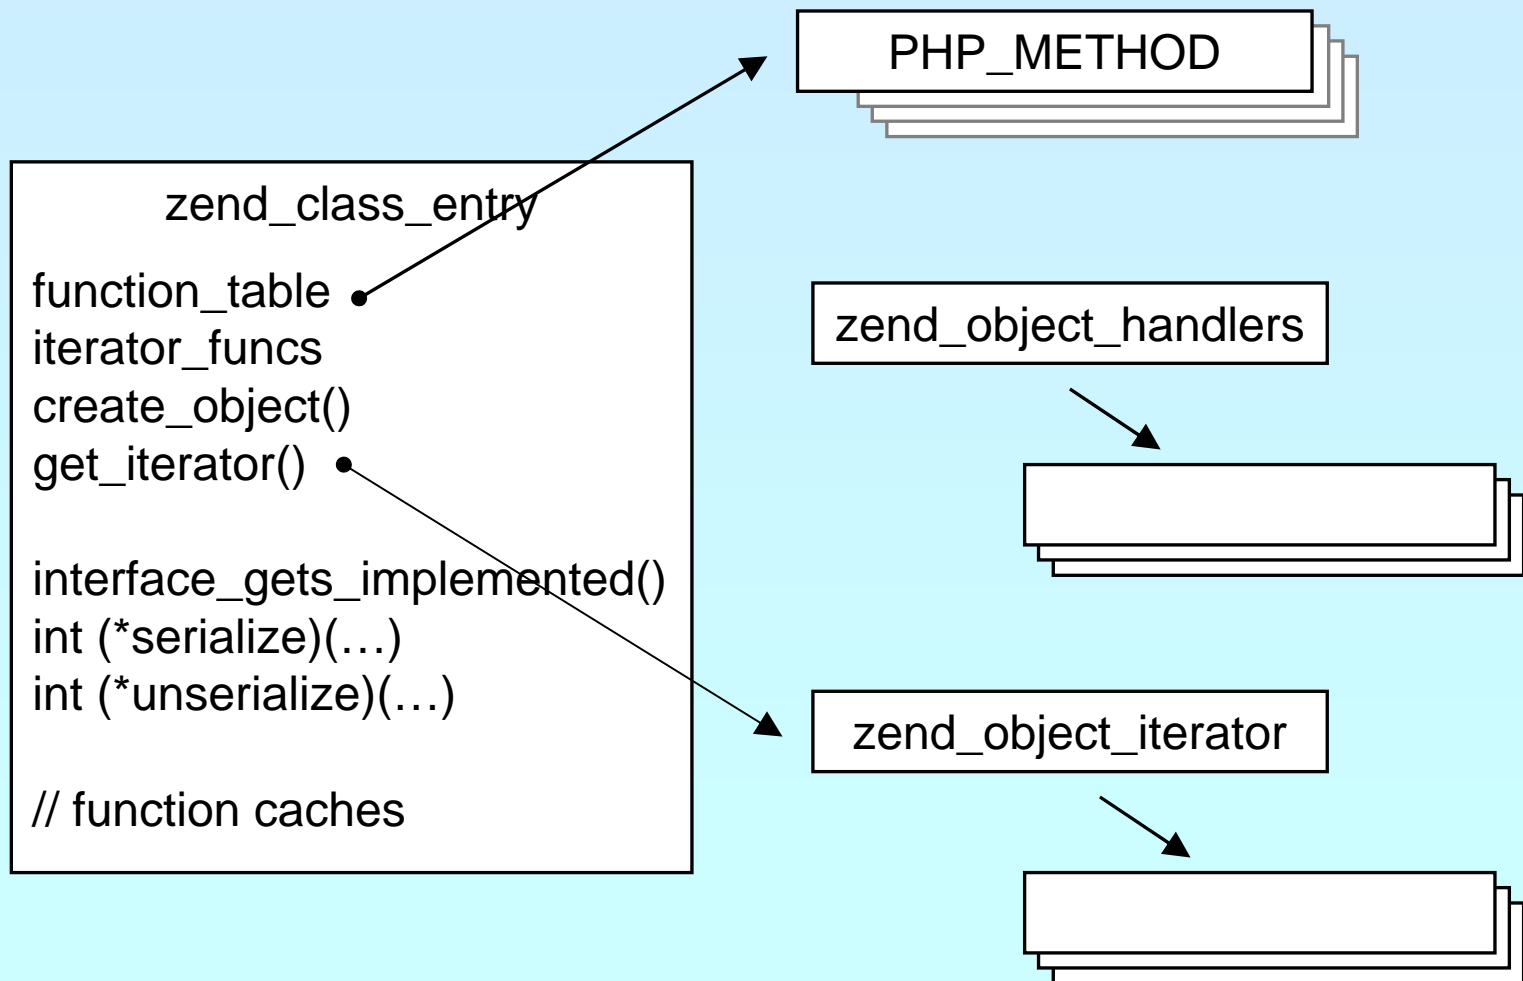 PHP_METHOD
zend_class_entry
function_table
iterator_funcs
create_object()
get_iterator()
interface_gets_implemented()
int (*serialize)(…)
int (*unserialize)(…)
// function caches
zend_object_handlers
zend_object_iterator